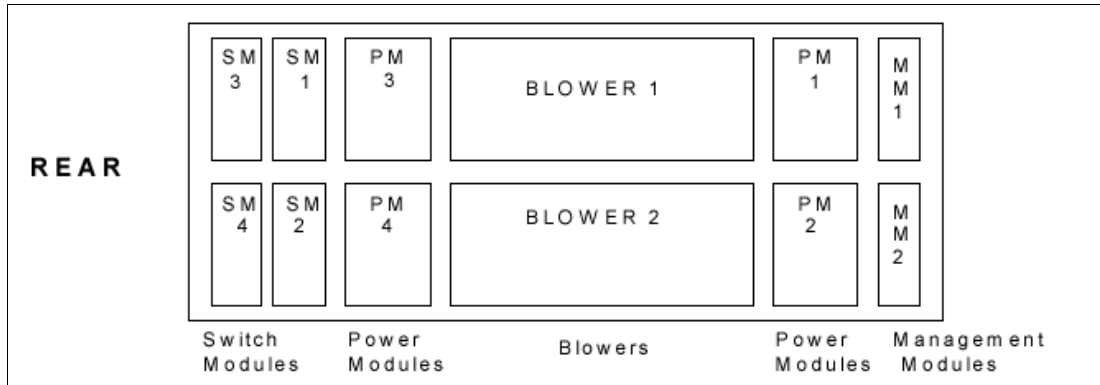 REAR
SM
3
SM
1
PM
3
BLOWER 1
PM
1
M
M
1
SM
4
SM
2
PM
4
BLOWER 2
PM
2
M
M
2
Switch
Modules
Power
Modules
Blowers
Power
Modules
Management
Modules